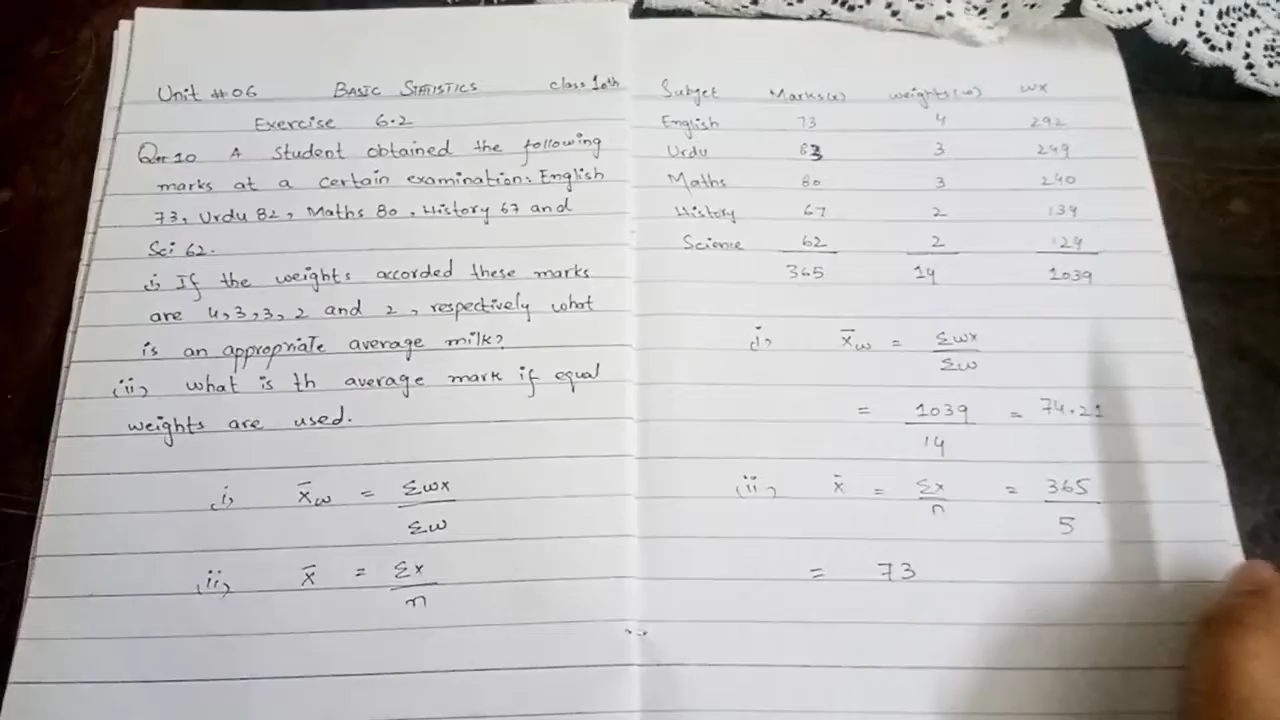 Unit # 06 BASIC STATISTICS class 10th
Exercise 6.2
Q no 10 A student obtained the following
marks at a certain examination: English
73, Urdu 82, Maths 80, History 67 and
Sci 62.
i, If the weights accorded these marks
are 4,3,3,2 and 2, respectively what
is an appropriate average milk?
(ii, what is th average mark if equal
weights are used.
i, x̄w = Σwx / Σw
(ii, x̄ = Σx / n
Subject Marks(x) weights(w) wx
English 73 4 292
Urdu 83 3 249
Maths 80 3 240
History 67 2 134
Science 62 2 124
365 14 1039
i, x̄w = Σwx / Σw
= 1039 / 14 = 74.21
(ii, x̄ = Σx / n = 365 / 5
= 73